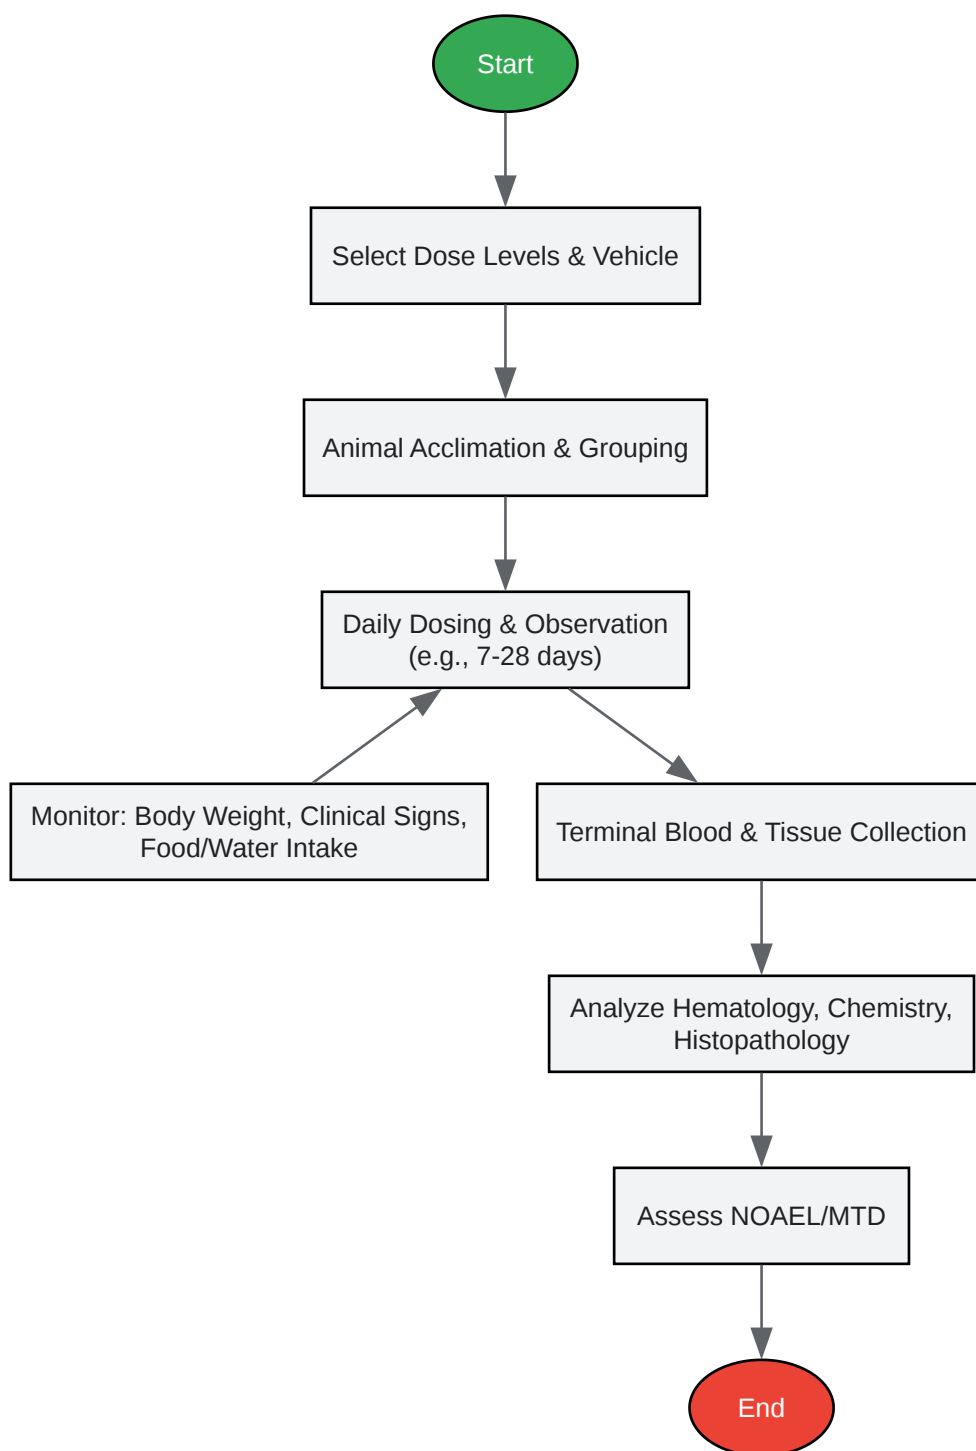 Start
Select Dose Levels & Vehicle
Animal Acclimation & Grouping
Daily Dosing & Observation
(e.g., 7-28 days)
Monitor: Body Weight, Clinical Signs,
Food/Water Intake
Terminal Blood & Tissue Collection
Analyze Hematology, Chemistry,
Histopathology
Assess NOAEL/MTD
End